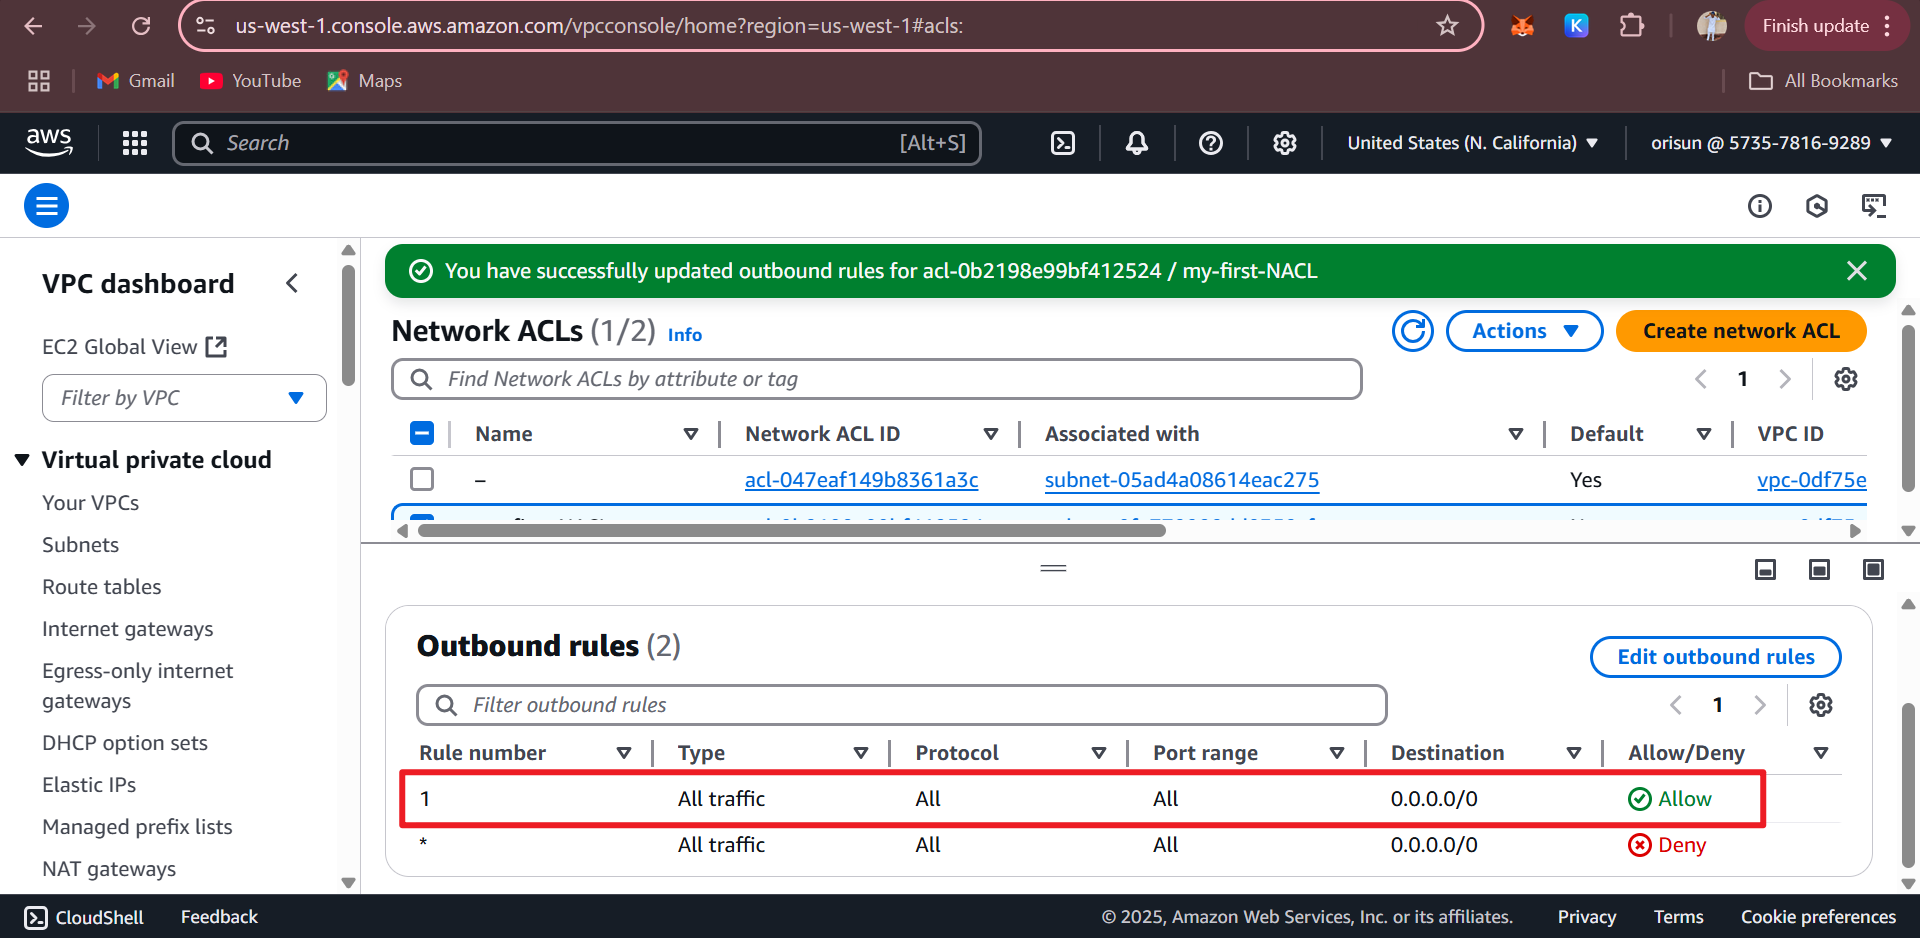 us-west-1.console.aws.amazon.com/vpcconsole/home?region=us-west-1#acls:
K
Finish update
Gmail
YouTube
Maps
All Bookmarks
aws
Search
[Alt+S]
United States (N. California)
orisun @ 5735-7816-9289
VPC dashboard
EC2 Global View
Filter by VPC
Virtual private cloud
Your VPCs
Subnets
Route tables
Internet gateways
Egress-only internet
gateways
DHCP option sets
Elastic IPs
Managed prefix lists
NAT gateways
You have successfully updated outbound rules for acl-0b2198e99bf412524 / my-first-NACL
Network ACLs (1/2) Info
Actions
Create network ACL
Find Network ACLs by attribute or tag
1
Name Network ACL ID Associated with Default VPC ID
– acl-047eaf149b8361a3c subnet-05ad4a08614eac275 Yes vpc-0df75e
Outbound rules (2)
Edit outbound rules
Filter outbound rules
1
Rule number Type Protocol Port range Destination Allow/Deny
1 All traffic All All 0.0.0.0/0 Allow
* All traffic All All 0.0.0.0/0 Deny
CloudShell
Feedback
© 2025, Amazon Web Services, Inc. or its affiliates.
Privacy
Terms
Cookie preferences